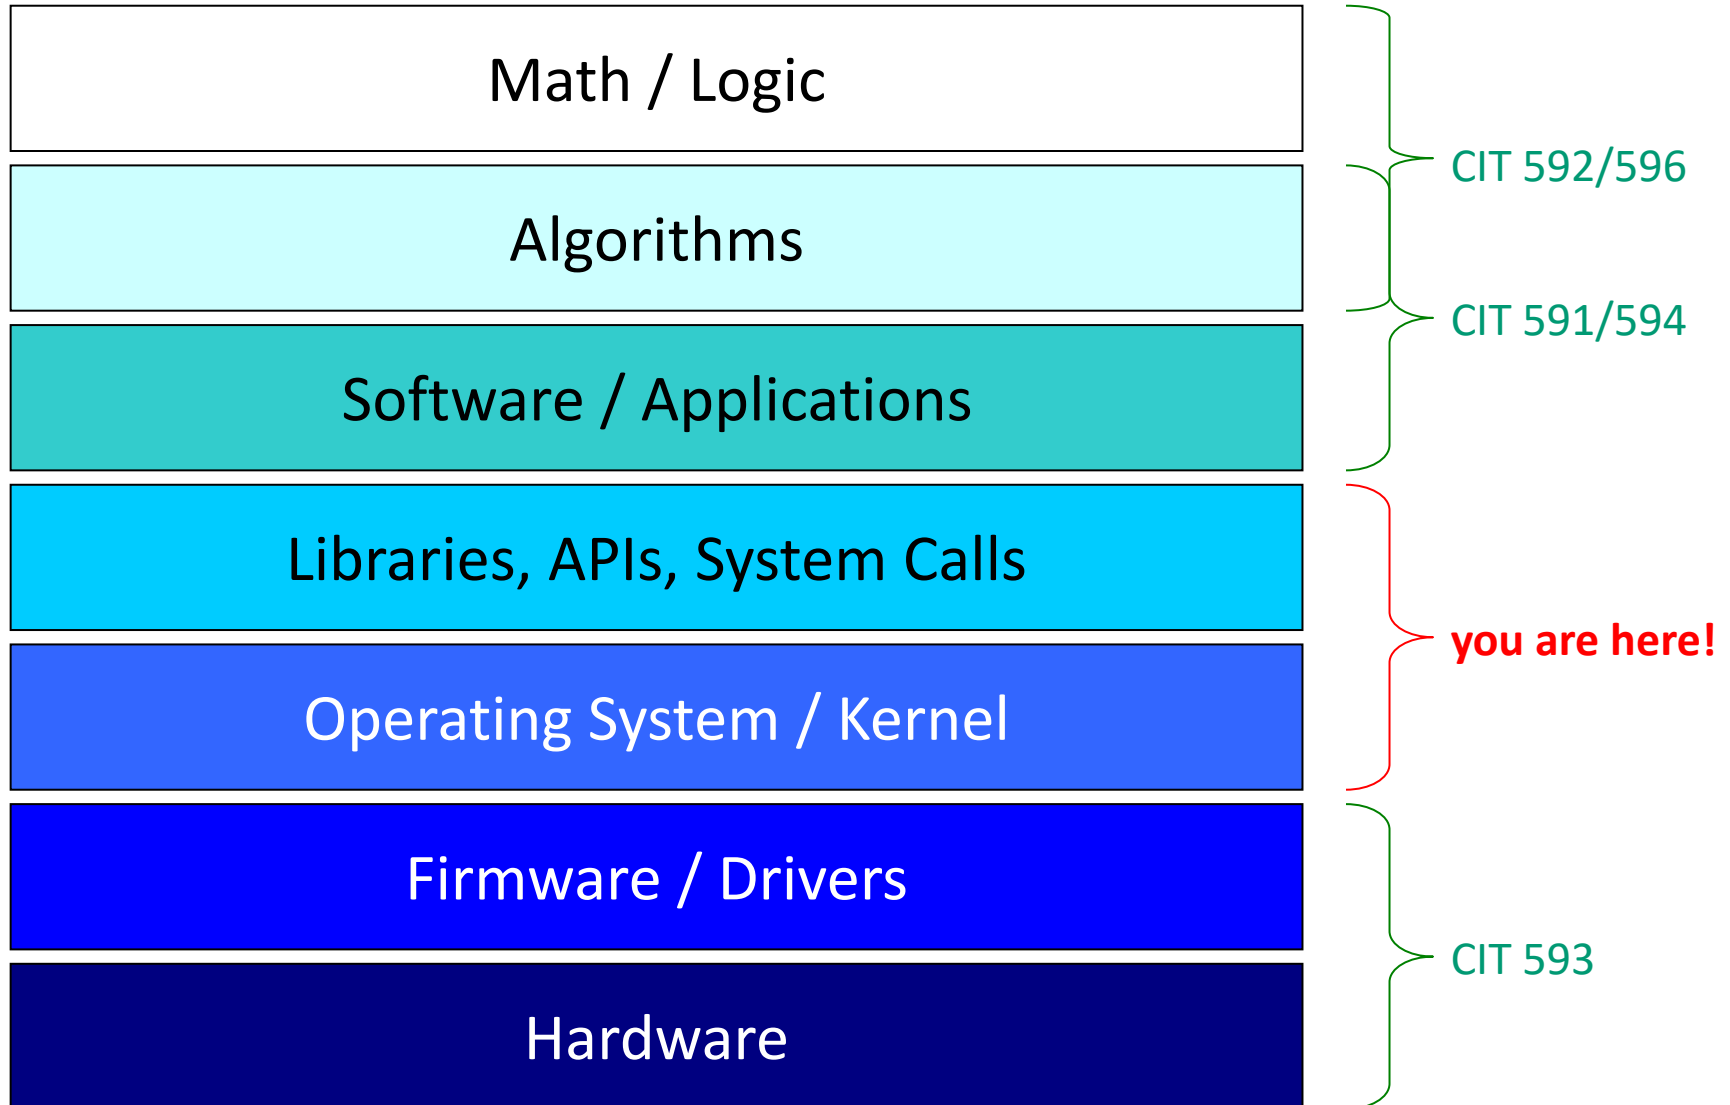 Math / Logic
CIT 592/596
Algorithms
CIT 591/594
Software / Applications
Libraries, APIs, System Calls
you are here!
Operating System / Kernel
Firmware / Drivers
CIT 593
Hardware